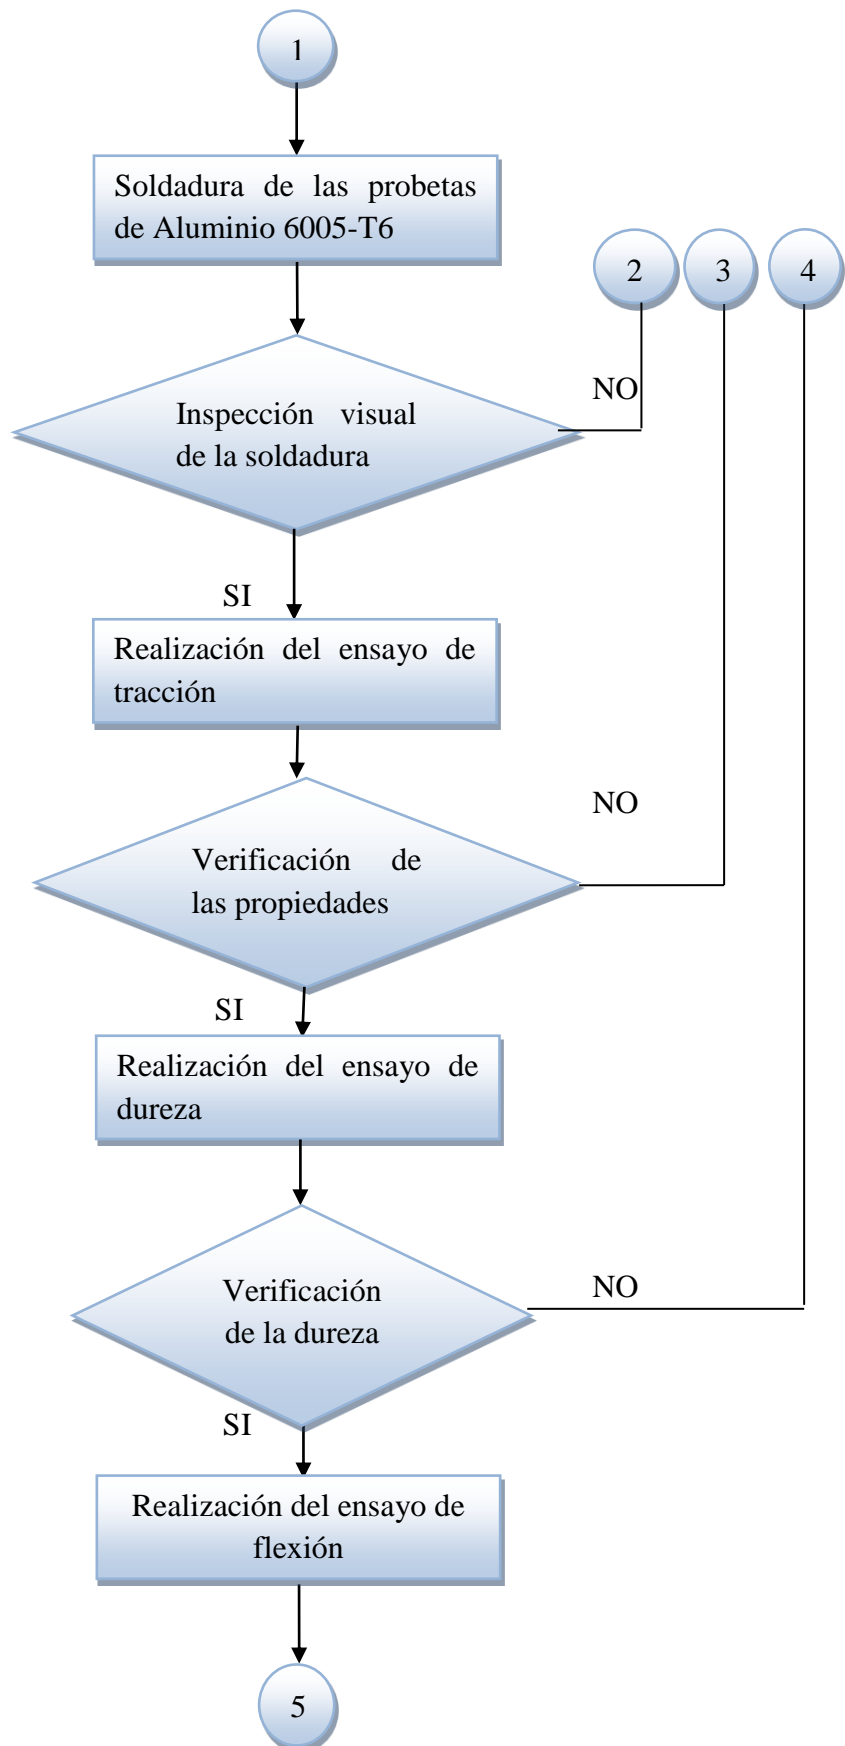 1
Soldadura de las probetas
de Aluminio 6005-T6
2
3
4
NO
Inspección visual
de la soldadura
SI
Realización del ensayo de
tracción
NO
Verificación de
las propiedades
SI
Realización del ensayo de
dureza
NO
Verificación
de la dureza
SI
Realización del ensayo de
flexión
5